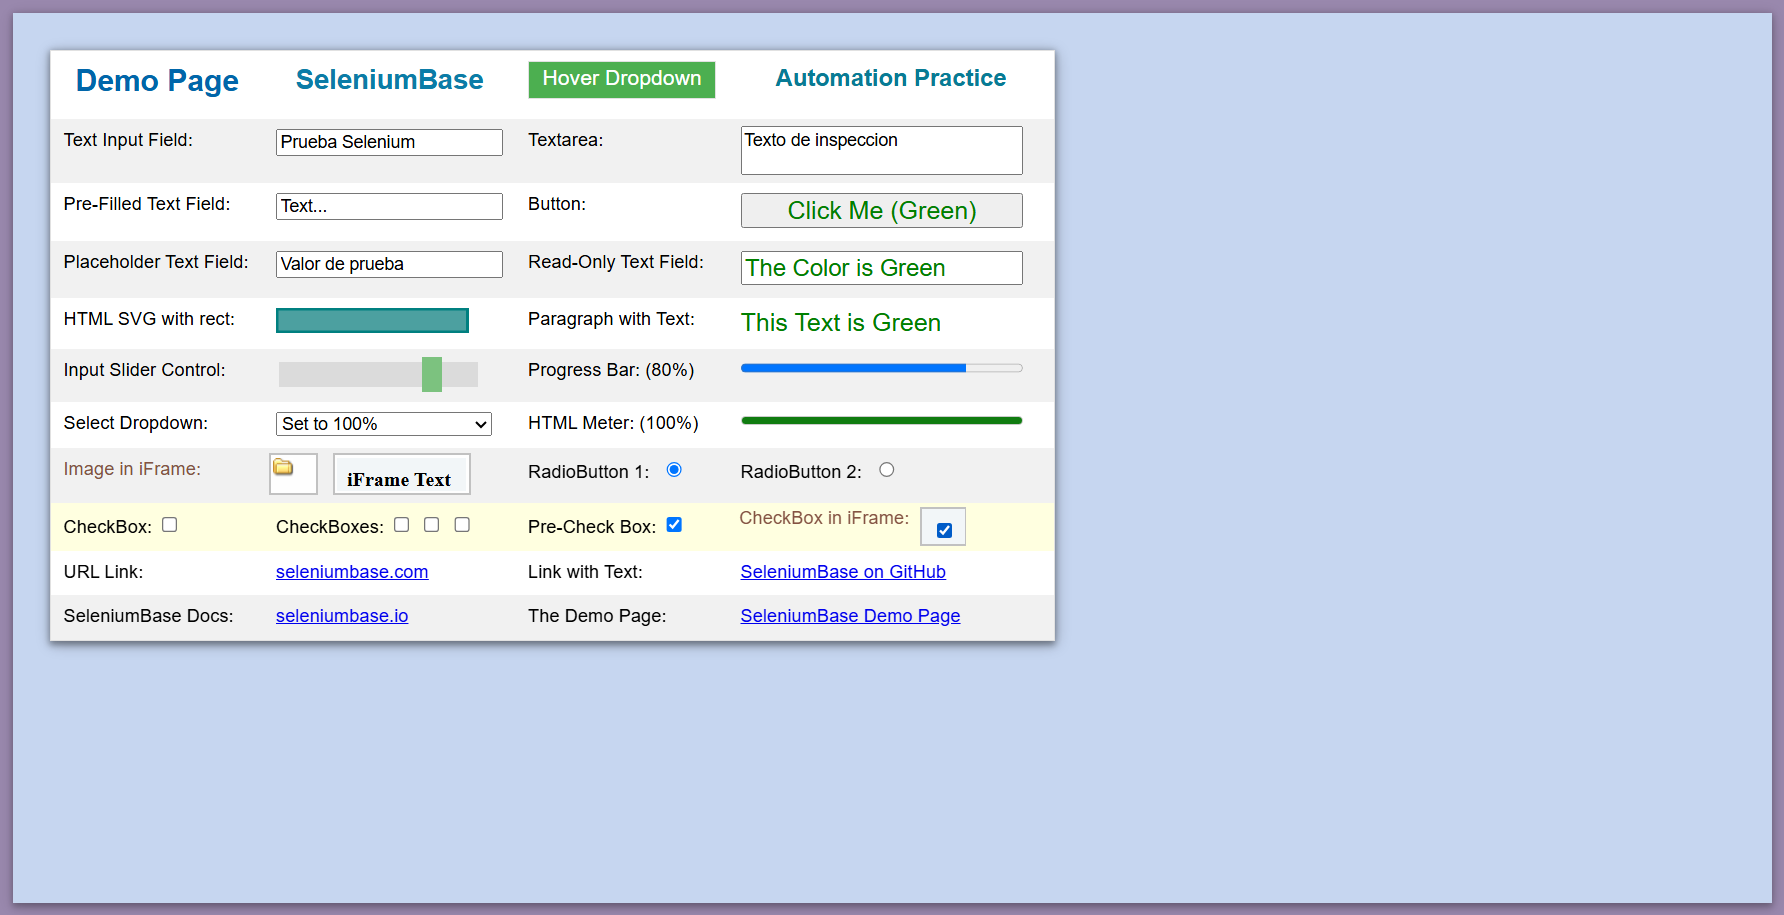 Demo Page SeleniumBase Hover Dropdown Automation Practice
Text Input Field: Prueba Selenium Textarea: Texto de inspeccion
Pre-Filled Text Field: Text... Button: Click Me (Green)
Placeholder Text Field: Valor de prueba Read-Only Text Field: The Color is Green
HTML SVG with rect: Paragraph with Text: This Text is Green
Input Slider Control: Progress Bar: (80%)
Select Dropdown: Set to 100% HTML Meter: (100%)
Image in iFrame: iFrame Text RadioButton 1: RadioButton 2:
CheckBox: CheckBoxes: Pre-Check Box: CheckBox in iFrame:
URL Link: seleniumbase.com Link with Text: SeleniumBase on GitHub
SeleniumBase Docs: seleniumbase.io The Demo Page: SeleniumBase Demo Page